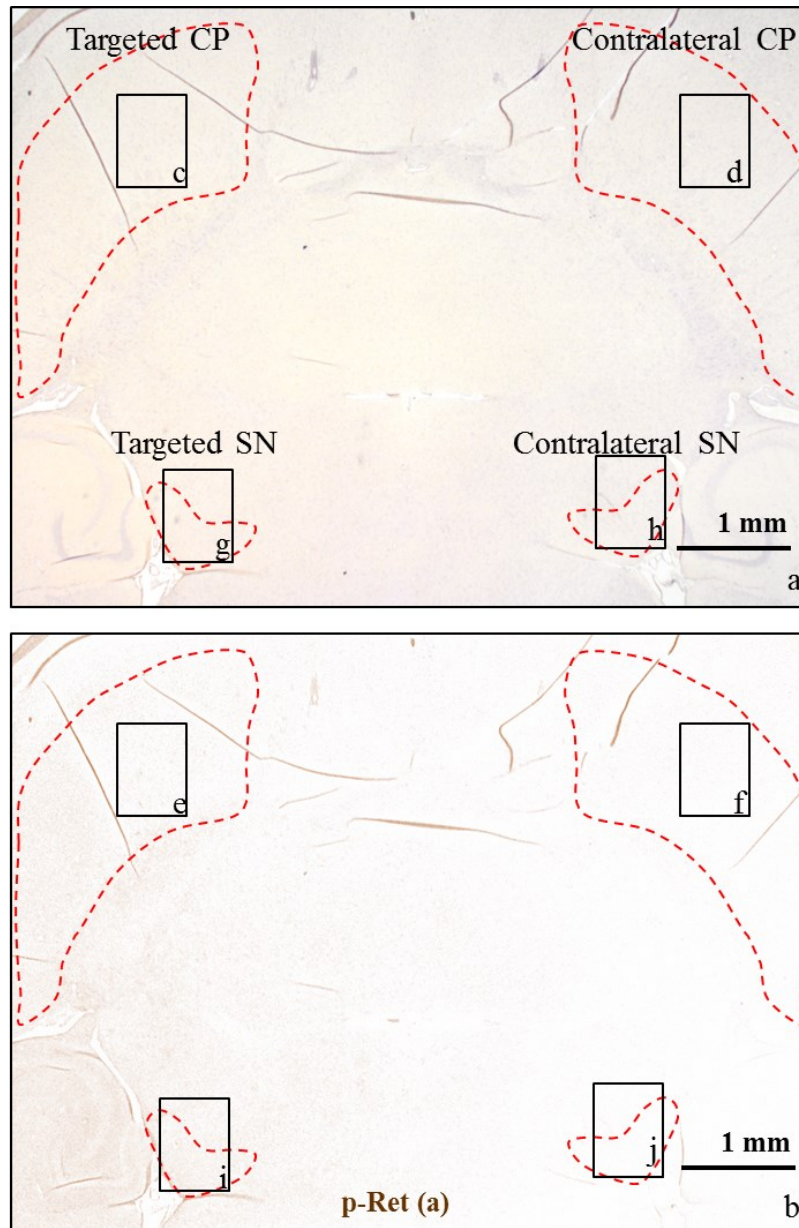 Targeted CP
Contralateral CP
c
d
Targeted SN
Contralateral SN
g
h
1 mm
a
e
f
i
j
1 mm
p-Ret (a)
b